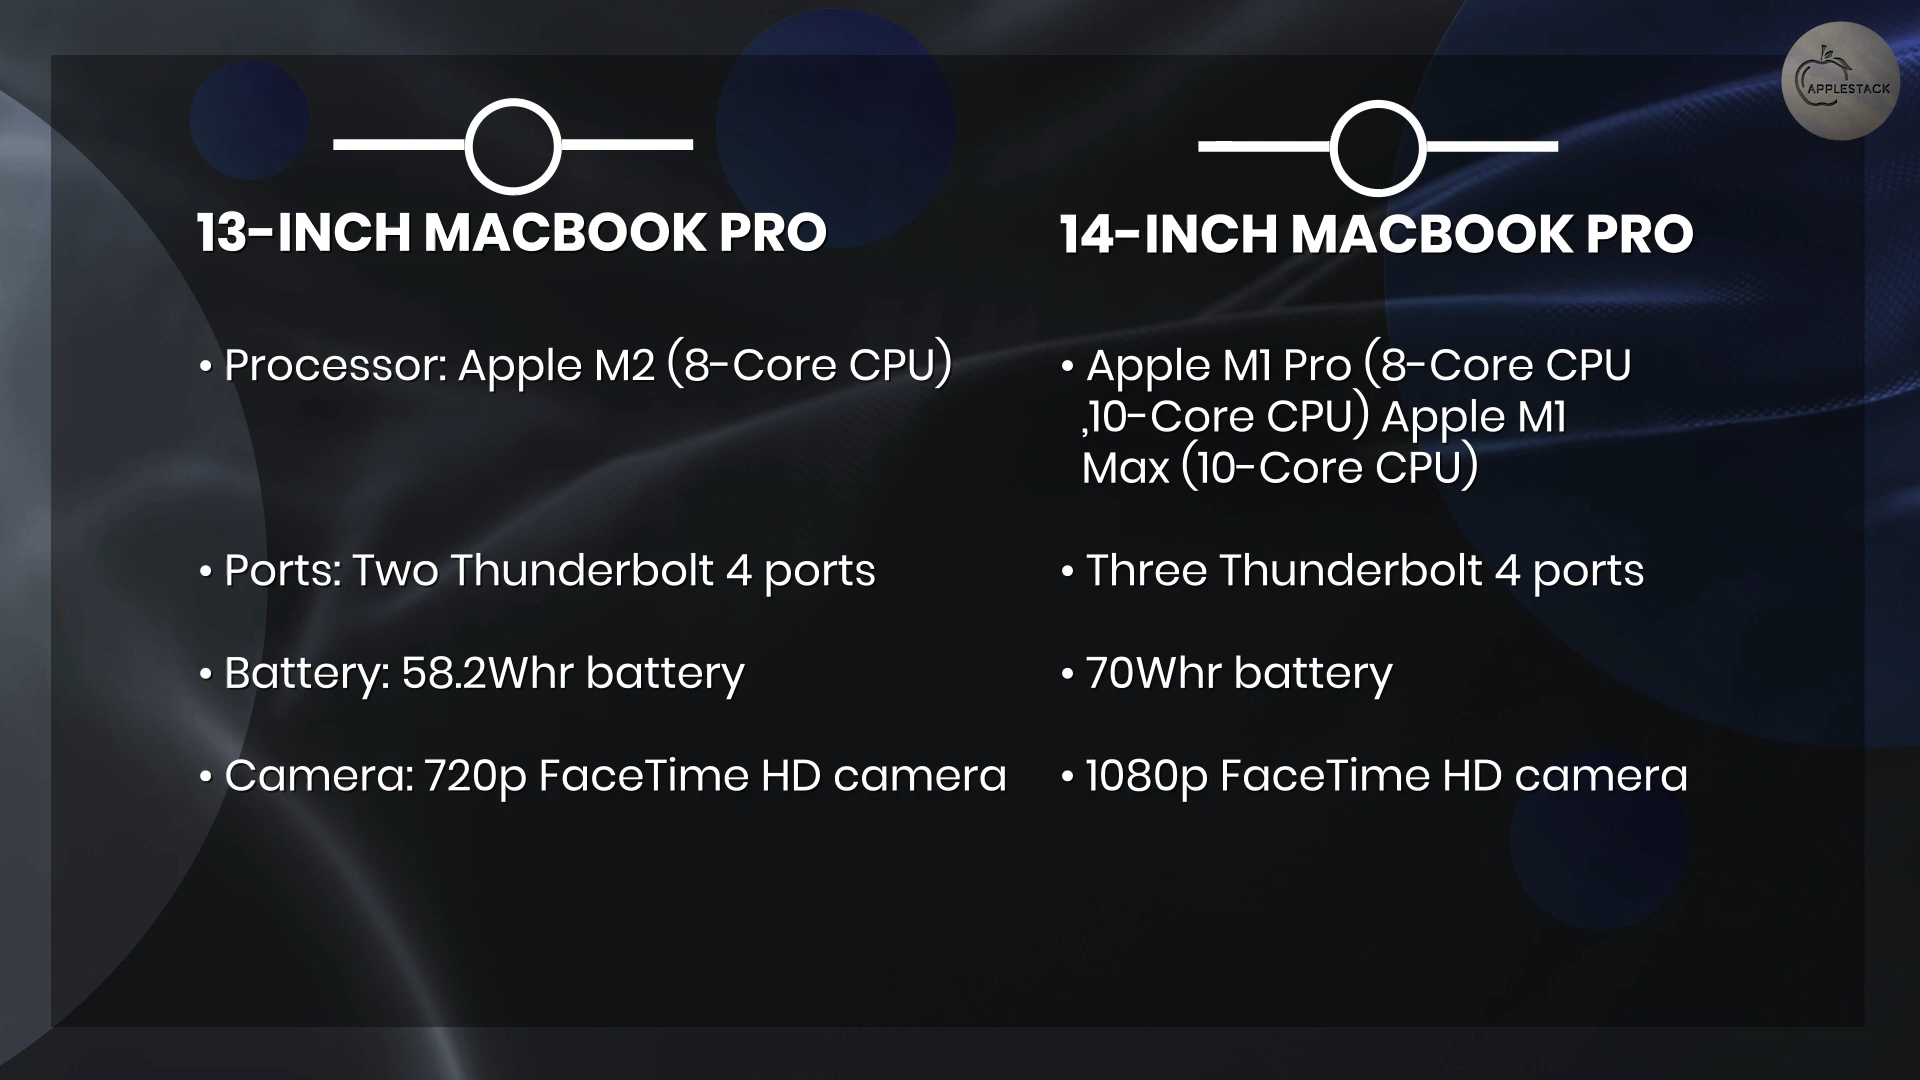 APPLESTACK
13-INCH MACBOOK PRO
• Processor: Apple M2 (8-Core CPU)
• Ports: Two Thunderbolt 4 ports
• Battery: 58.2Whr battery
• Camera: 720p FaceTime HD camera
14-INCH MACBOOK PRO
• Apple M1 Pro (8-Core CPU
,10-Core CPU) Apple M1
Max (10-Core CPU)
• Three Thunderbolt 4 ports
• 70Whr battery
• 1080p FaceTime HD camera